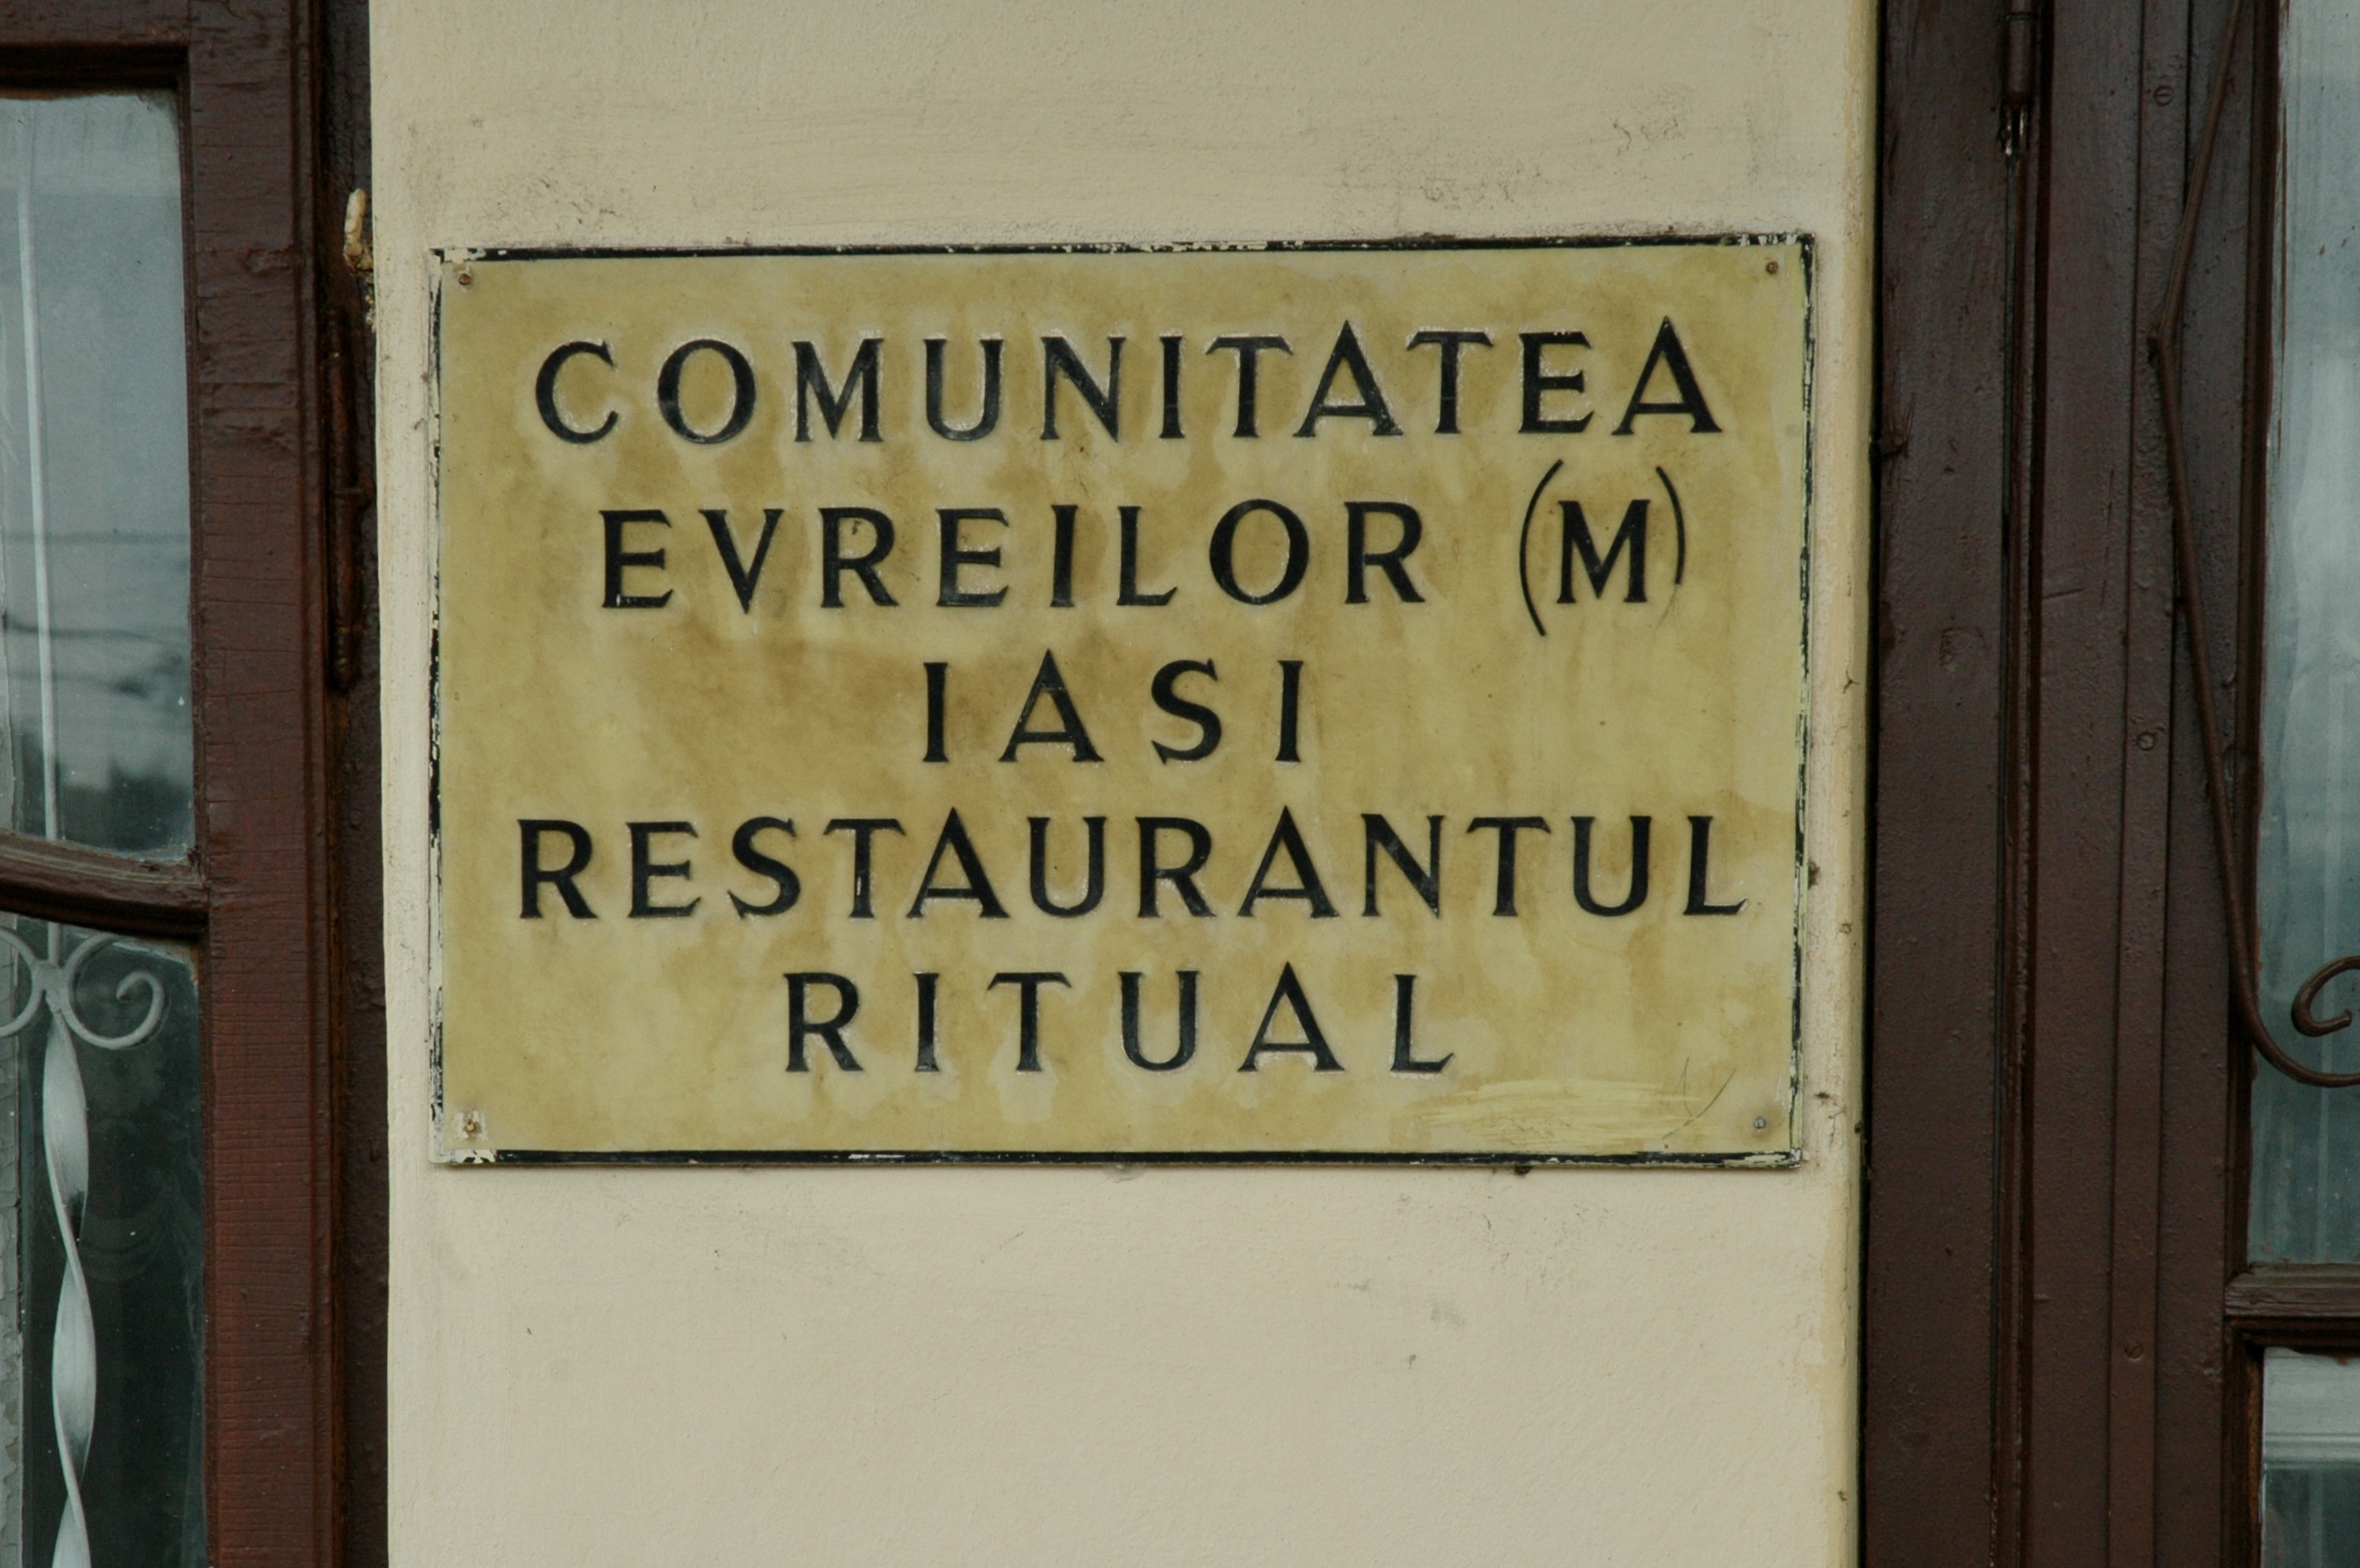 COMUNITATEA
EVREILOR (M)
IASI
RESTAURANTUL
RITUAL